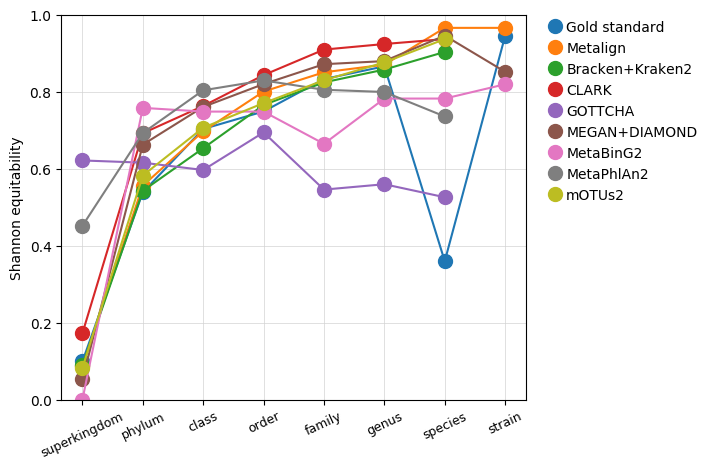 1.0
0.8
0.6
0.4
0.2
0.0
Shannon equitability
superkingdom
phylum
class
order
family
genus
species
strain
Gold standard
Metalign
Bracken+Kraken2
CLARK
GOTTCHA
MEGAN+DIAMOND
MetaBinG2
MetaPhlAn2
mOTUs2